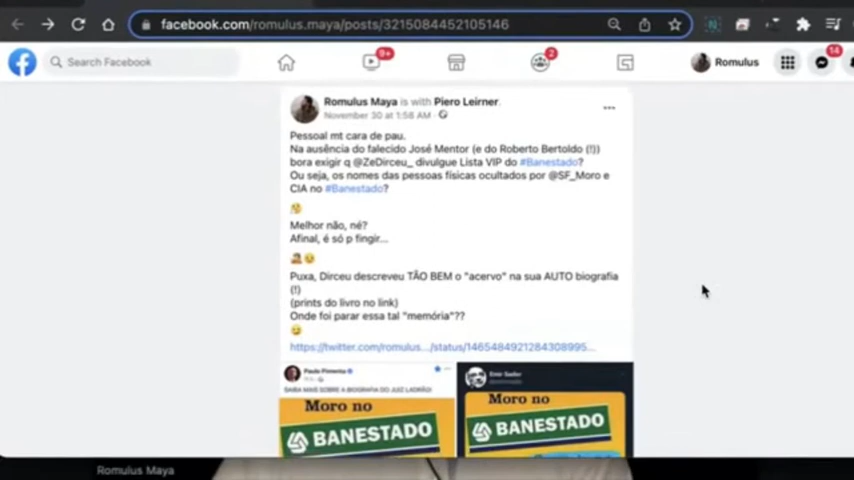 facebook.com/romulus.maya/posts/3215084452105146
Search Facebook
9+
2
Romulus
14
Romulus Maya is with Piero Leirner.
November 30 at 1:58 AM ·
Pessoal mt cara de pau.
Na ausência do falecido José Mentor (e do Roberto Bertoldo (!))
bora exigir q @ZeDirceu_ divulgue Lista VIP do #Banestado?
Ou seja, os nomes das pessoas físicas ocultados por @SF_Moro e
CIA no #Banestado?
Melhor não, né?
Afinal, é só p fingir...
Puxa, Dirceu descreveu TÃO BEM o "acervo" na sua AUTO biografia
(!)
(prints do livro no link)
Onde foi parar essa tal "memória"??
https://twitter.com/romulus.../status/1465484921284308995...
Paulo Pimenta
SAIBA MAIS SOBRE A BIOGRAFIA DO JUIZ LADRÃO!
Moro no
BANESTADO
Emir Sader
Moro no
BANESTADO
Romulus Maya